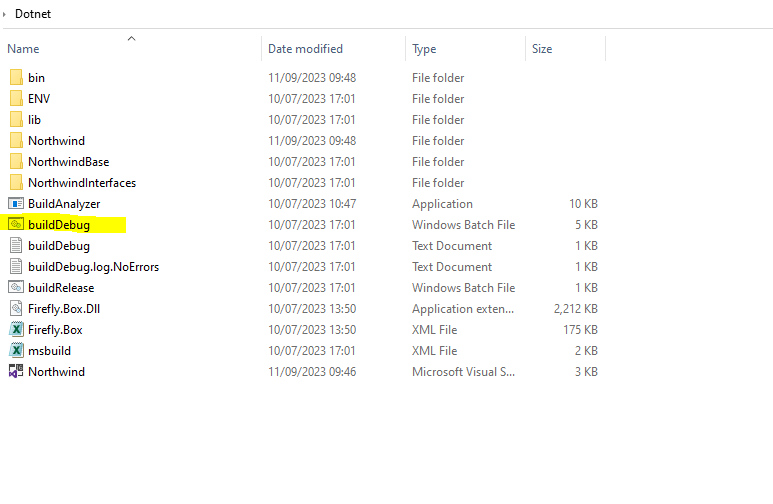 Dotnet
Name Date modified Type Size
bin 11/09/2023 09:48 File folder
ENV 10/07/2023 17:01 File folder
lib 10/07/2023 17:01 File folder
Northwind 11/09/2023 09:48 File folder
NorthwindBase 10/07/2023 17:01 File folder
NorthwindInterfaces 10/07/2023 17:01 File folder
BuildAnalyzer 10/07/2023 10:47 Application 10 KB
buildDebug 10/07/2023 17:01 Windows Batch File 5 KB
buildDebug 10/07/2023 17:01 Text Document 1 KB
buildDebug.log.NoErrors 10/07/2023 17:01 Text Document 1 KB
buildRelease 10/07/2023 17:01 Windows Batch File 1 KB
Firefly.Box.Dll 10/07/2023 13:50 Application exten... 2,212 KB
Firefly.Box 10/07/2023 13:50 XML File 175 KB
msbuild 10/07/2023 17:01 XML File 2 KB
Northwind 11/09/2023 09:46 Microsoft Visual S... 3 KB